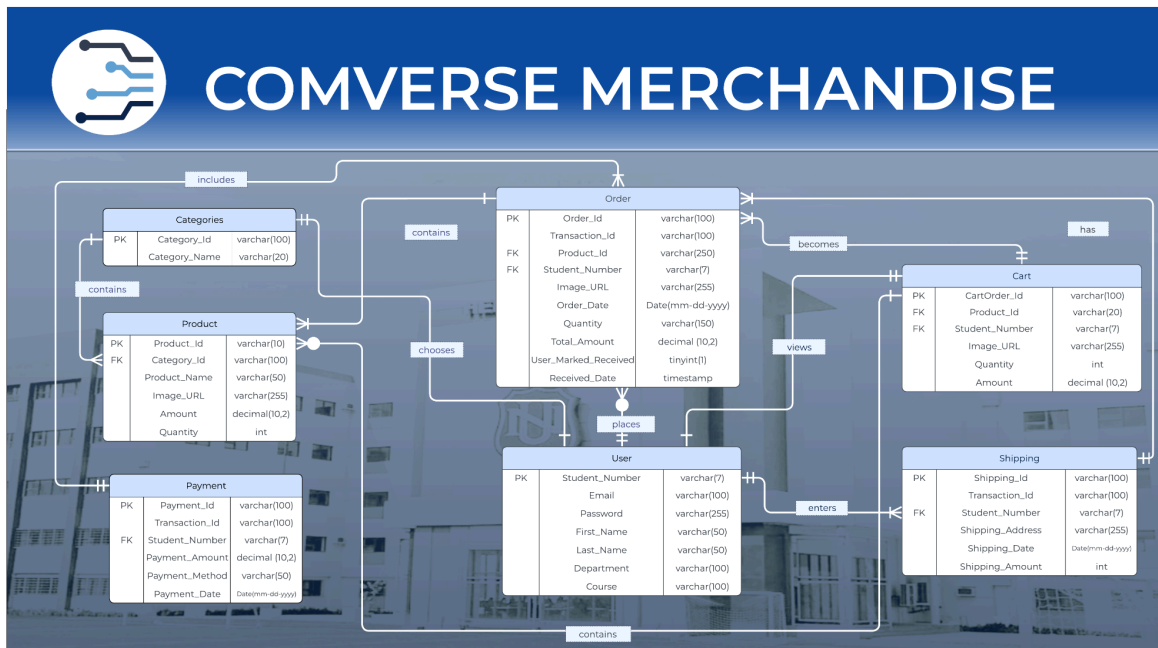 COMVERSE MERCHANDISE
includes
contains
has
becomes
contains
chooses
views
places
enters
contains
Categories
PK Category_Id varchar(100)
Category_Name varchar(20)
Product
PK Product_Id varchar(10)
FK Category_Id varchar(100)
Product_Name varchar(50)
Image_URL varchar(255)
Amount decimal(10,2)
Quantity int
Payment
PK Payment_Id varchar(100)
Transaction_Id varchar(100)
FK Student_Number varchar(7)
Payment_Amount decimal (10,2)
Payment_Method varchar(50)
Payment_Date Date(mm-dd-yyyy)
Order
PK Order_Id varchar(100)
Transaction_Id varchar(100)
FK Product_Id varchar(250)
FK Student_Number varchar(7)
Image_URL varchar(255)
Order_Date Date(mm-dd-yyyy)
Quantity varchar(150)
Total_Amount decimal (10,2)
User_Marked_Received tinyint(1)
Received_Date timestamp
User
PK Student_Number varchar(7)
Email varchar(100)
Password varchar(255)
First_Name varchar(50)
Last_Name varchar(50)
Department varchar(100)
Course varchar(100)
Cart
PK CartOrder_Id varchar(100)
FK Product_Id varchar(20)
FK Student_Number varchar(7)
Image_URL varchar(255)
Quantity int
Amount decimal (10,2)
Shipping
PK Shipping_Id varchar(100)
Transaction_Id varchar(100)
FK Student_Number varchar(7)
Shipping_Address varchar(255)
Shipping_Date Date(mm-dd-yyyy)
Shipping_Amount int